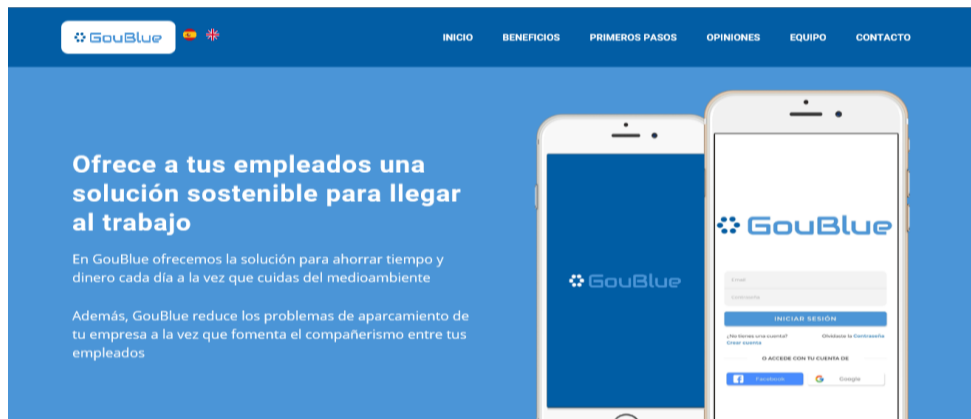 GouBlue
INICIO BENEFICIOS PRIMEROS PASOS OPINIONES EQUIPO CONTACTO
Ofrece a tus empleados una
solución sostenible para llegar
al trabajo
En GouBlue ofrecemos la solución para ahorrar tiempo y
dinero cada día a la vez que cuidas del medioambiente
Además, GouBlue reduce los problemas de aparcamiento de
tu empresa a la vez que fomenta el compañerismo entre tus
empleados
GouBlue
GouBlue
Email
Contraseña
INICIAR SESIÓN
¿No tienes una cuenta? Olvidaste tu Contraseña
Crear cuenta
O ACCEDE CON TU CUENTA DE
Facebook Google